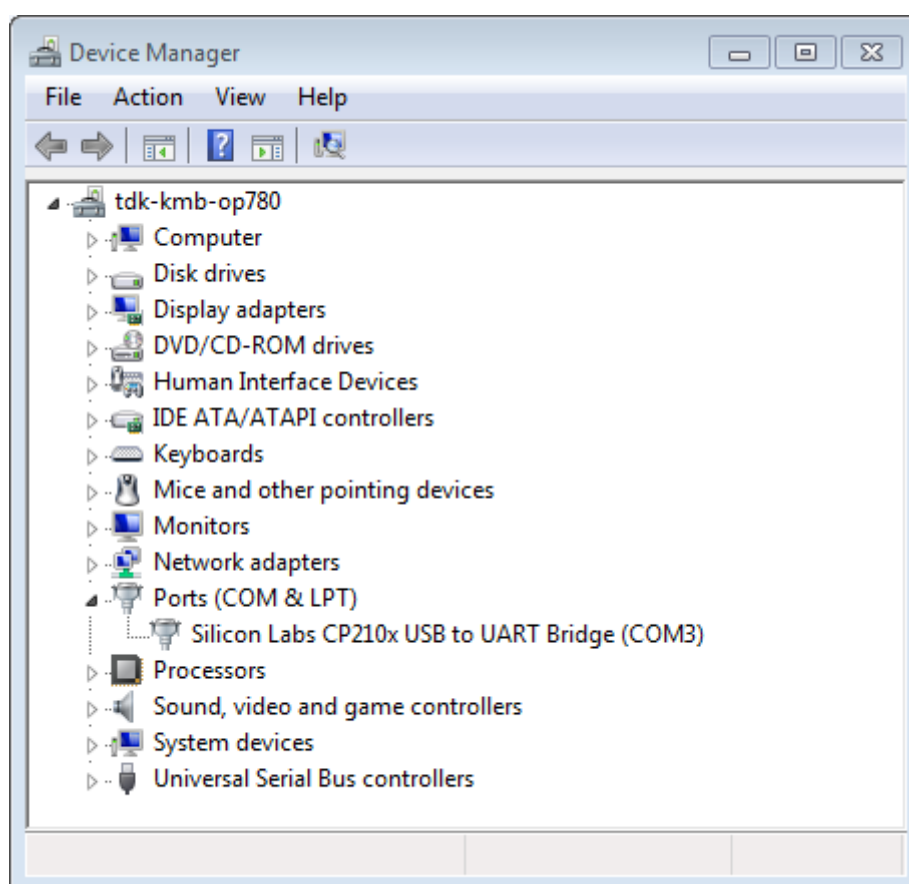 Device Manager
File Action View Help
tdk-kmb-op780
Computer
Disk drives
Display adapters
DVD/CD-ROM drives
Human Interface Devices
IDE ATA/ATAPI controllers
Keyboards
Mice and other pointing devices
Monitors
Network adapters
Ports (COM & LPT)
Silicon Labs CP210x USB to UART Bridge (COM3)
Processors
Sound, video and game controllers
System devices
Universal Serial Bus controllers